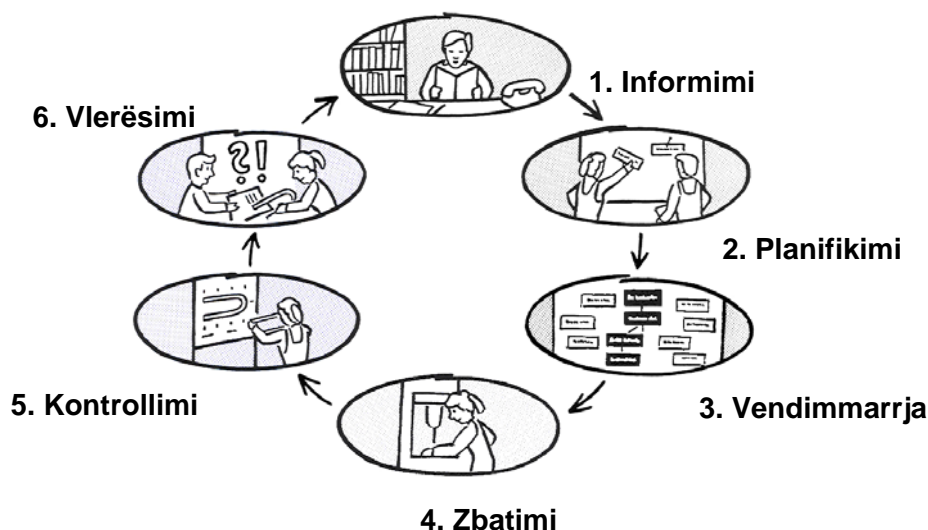 1. Informimi
2. Planifikimi
3. Vendimmarrja
4. Zbatimi
5. Kontrollimi
6. Vlerësimi
?!